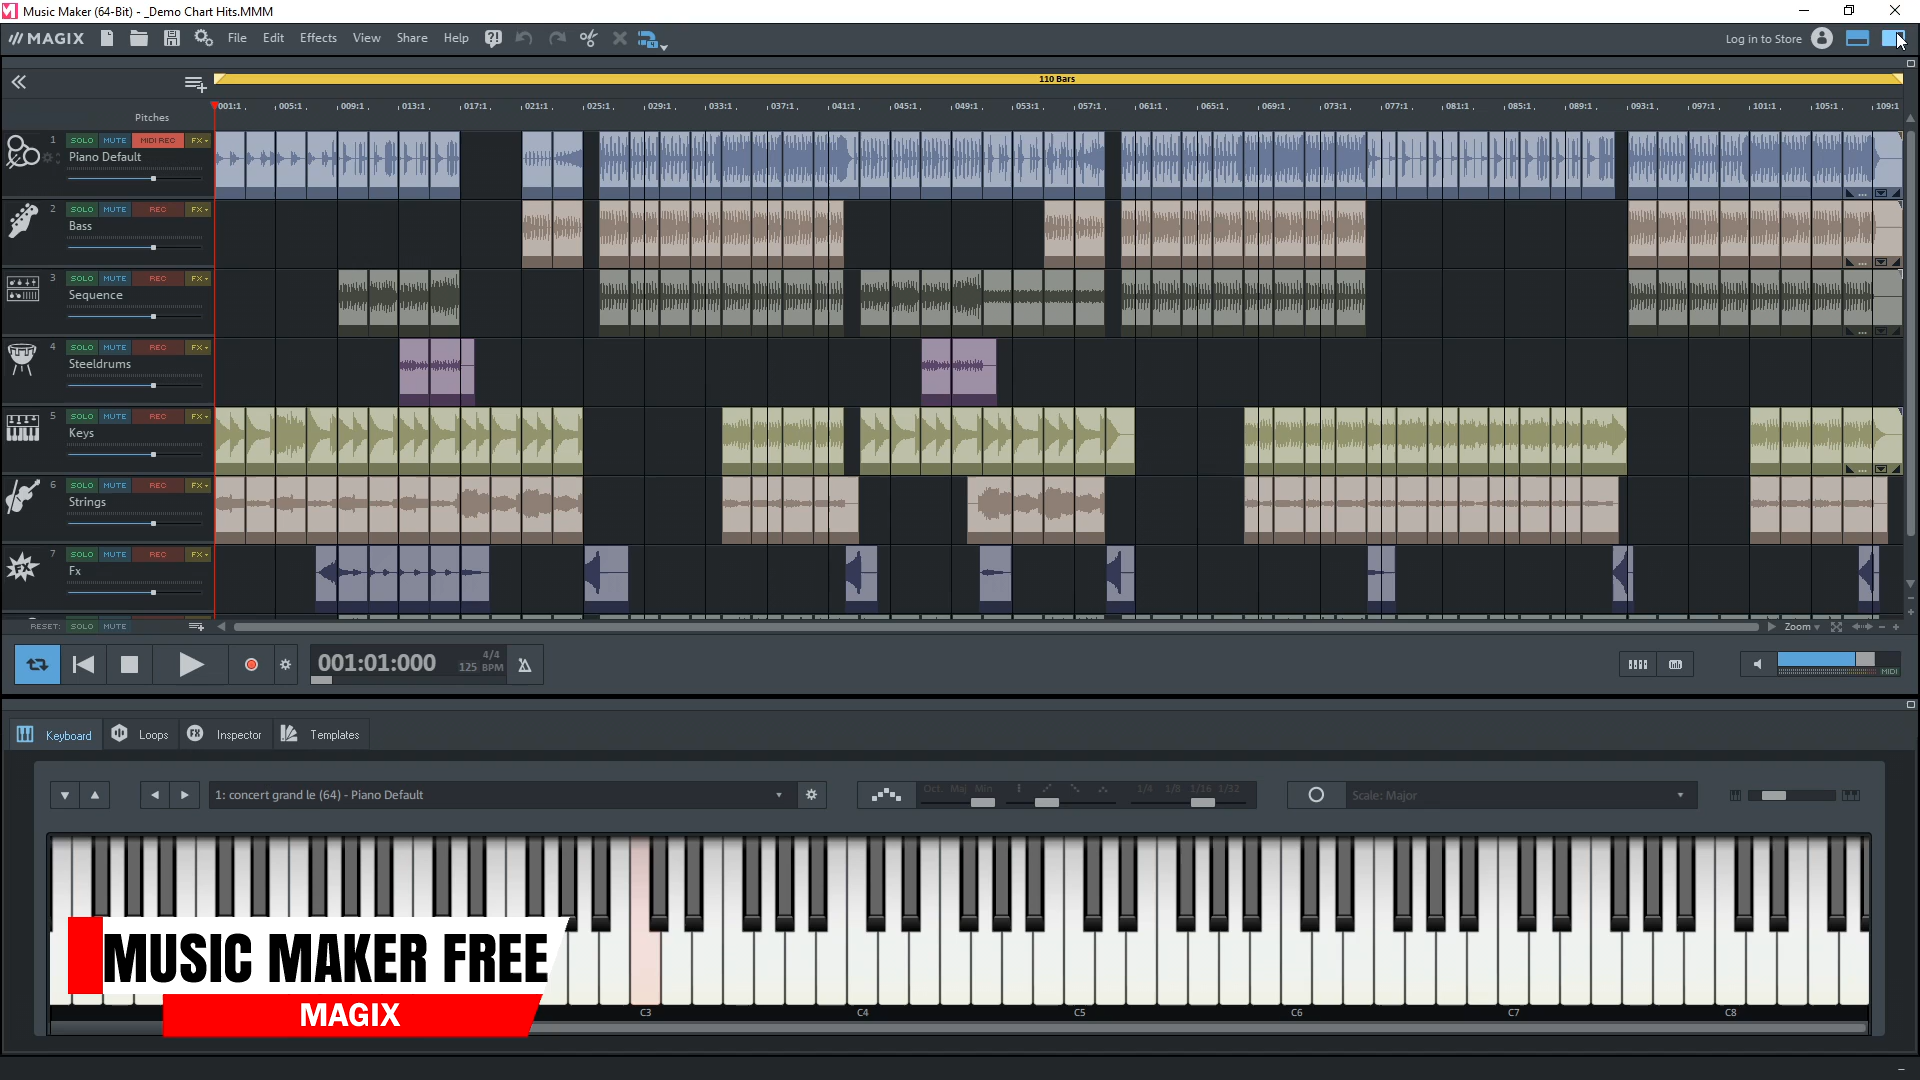 Music Maker (64-Bit) - _Demo Chart Hits.MMM
MAGIX File Edit Effects View Share Help Log in to Store
110 Bars
001:1 005:1 009:1 013:1 017:1 021:1 025:1 029:1 033:1 037:1 041:1 045:1 049:1 053:1 057:1 061:1 065:1 069:1 073:1 077:1 081:1 085:1 089:1 093:1 097:1 101:1 105:1 109:1
Pitches
1 SOLO MUTE MIDI REC FX
Piano Default
2 SOLO MUTE REC FX
Bass
3 SOLO MUTE REC FX
Sequence
4 SOLO MUTE REC FX
Steeldrums
5 SOLO MUTE REC FX
Keys
6 SOLO MUTE REC FX
Strings
FX
7 SOLO MUTE REC FX
Fx
RESET: SOLO MUTE Zoom
001:01:000 4/4
125 BPM
MIDI
Keyboard Loops FX Inspector Templates
1: concert grand le (64) - Piano Default
Oct. Maj Min 1/4 1/8 1/16 1/32
Scale: Major
MUSIC MAKER FREE
MAGIX
C3 C4 C5 C6 C7 C8